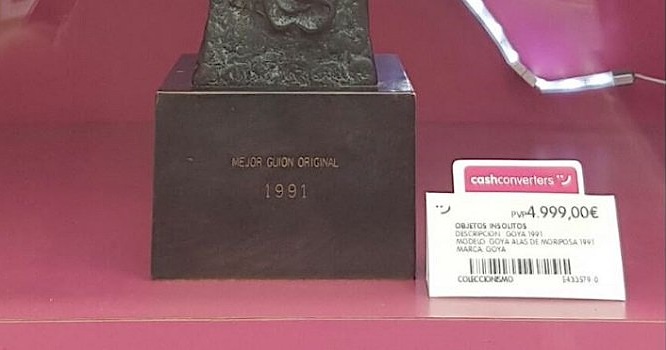 MEJOR GUION ORIGINAL
1991
cashconverters
PVP4.999,00€
OBJETOS INSOLITOS
DESCRIPCION: GOYA 1991
MODELO: GOYA ALAS DE MORIPOSA 1991
MARCA: GOYA
COLECCIONISMO